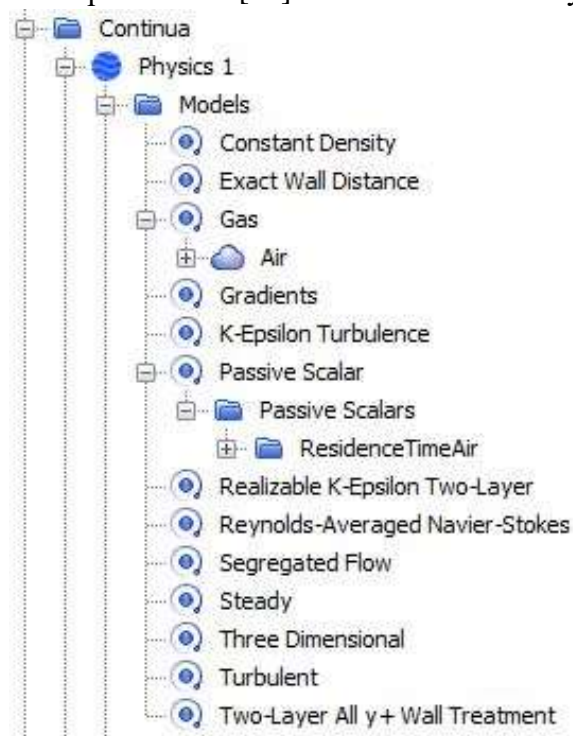 Continua
Physics 1
Models
Constant Density
Exact Wall Distance
Gas
Air
Gradients
K-Epsilon Turbulence
Passive Scalar
Passive Scalars
ResidenceTimeAir
Realizable K-Epsilon Two-Layer
Reynolds-Averaged Navier-Stokes
Segregated Flow
Steady
Three Dimensional
Turbulent
Two-Layer All y+ Wall Treatment